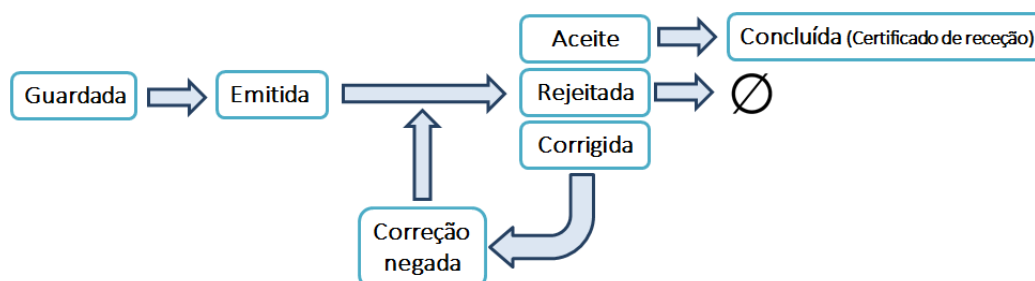 Guardada
Emitida
Aceite
Concluída (Certificado de receção)
Rejeitada
Corrigida
Correção
negada